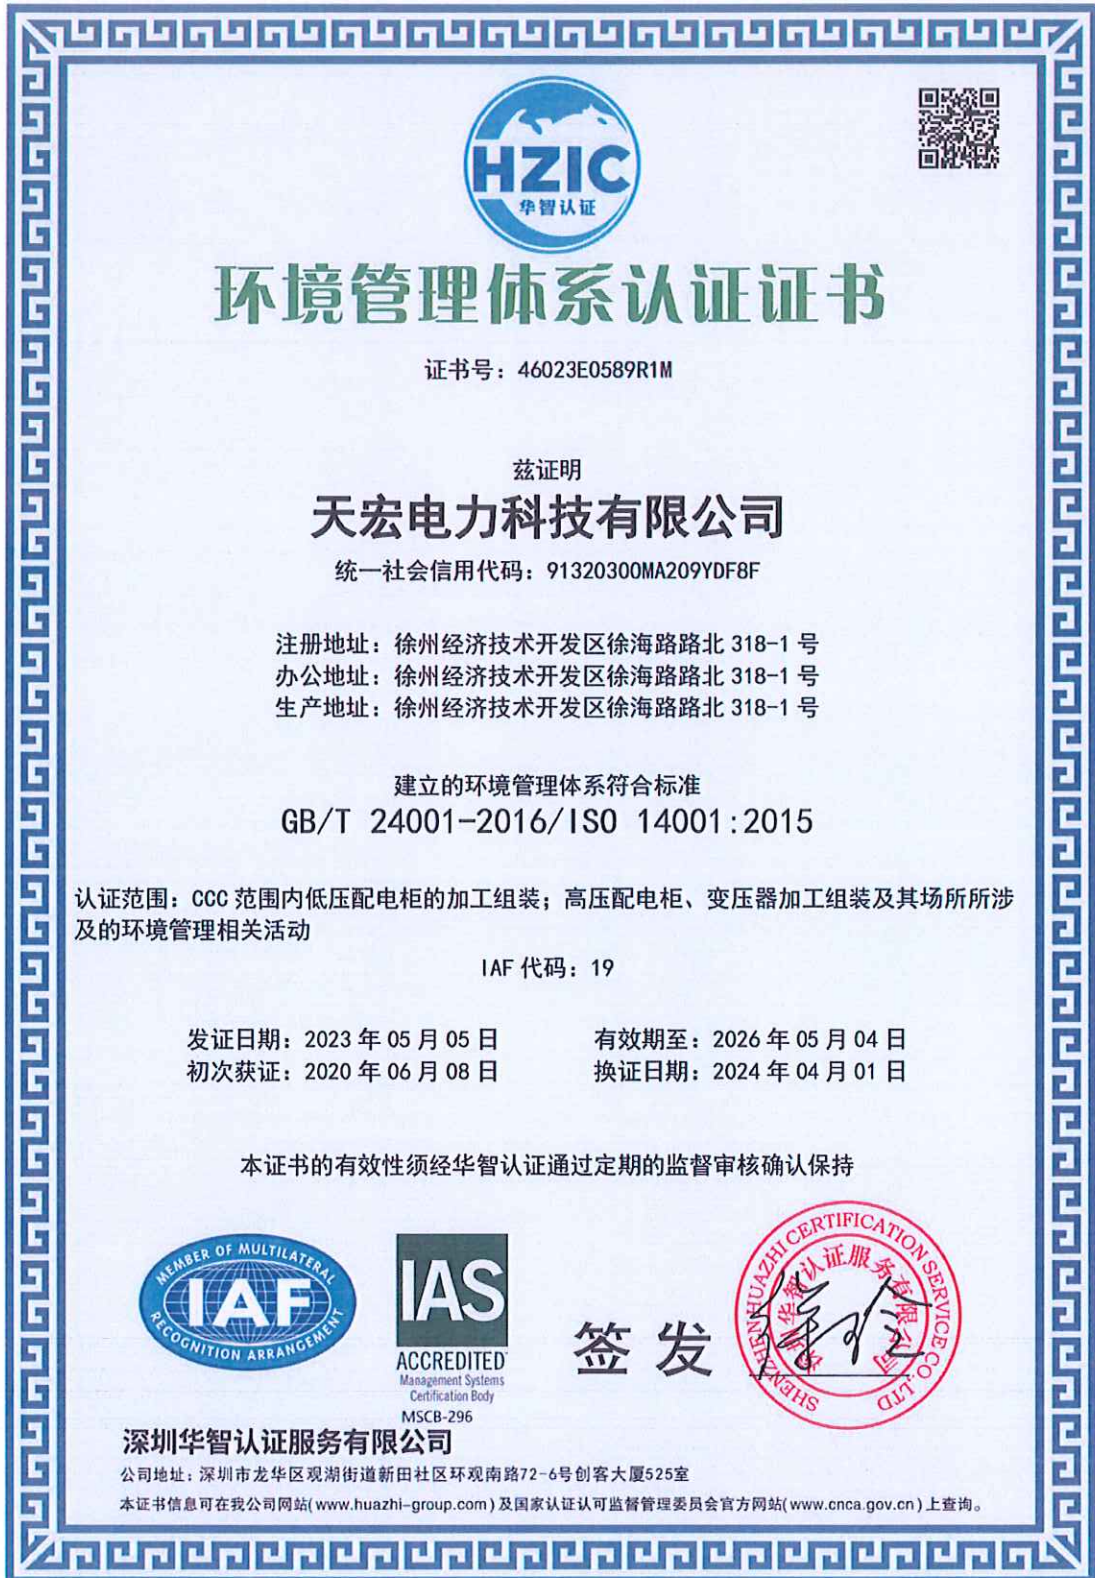 HZIC
华智认证
环境管理体系认证证书
证书号：46023E0589R1M
兹证明
天宏电力科技有限公司
统一社会信用代码：91320300MA209YDF8F
注册地址：徐州经济技术开发区徐海路路北 318-1 号
办公地址：徐州经济技术开发区徐海路路北 318-1 号
生产地址：徐州经济技术开发区徐海路路北 318-1 号
建立的环境管理体系符合标准
GB/T 24001-2016/ISO 14001:2015
认证范围：CCC 范围内低压配电柜的加工组装；高压配电柜、变压器加工组装及其场所所涉
及的环境管理相关活动
IAF 代码：19
发证日期：2023 年 05 月 05 日 有效期至：2026 年 05 月 04 日
初次获证：2020 年 06 月 08 日 换证日期：2024 年 04 月 01 日
本证书的有效性须经华智认证通过定期的监督审核确认保持
MEMBER OF MULTILATERAL
IAF
RECOGNITION ARRANGEMENT
IAS
ACCREDITED
Management Systems
Certification Body
MSCB-296
签发
SHENZHEN HUAZHI CERTIFICATION SERVICE CO.,LTD
深圳华智认证服务有限公司
深圳华智认证服务有限公司
公司地址：深圳市龙华区观湖街道新田社区环观南路72-6号创客大厦525室
本证书信息可在我公司网站(www.huazhi-group.com)及国家认证认可监督管理委员会官方网站(www.cnca.gov.cn)上查询。